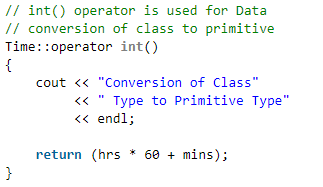 // int() operator is used for Data
// conversion of class to primitive
Time::operator int()
{
    cout << "Conversion of Class"
         << " Type to Primitive Type"
         << endl;

    return (hrs * 60 + mins);
}